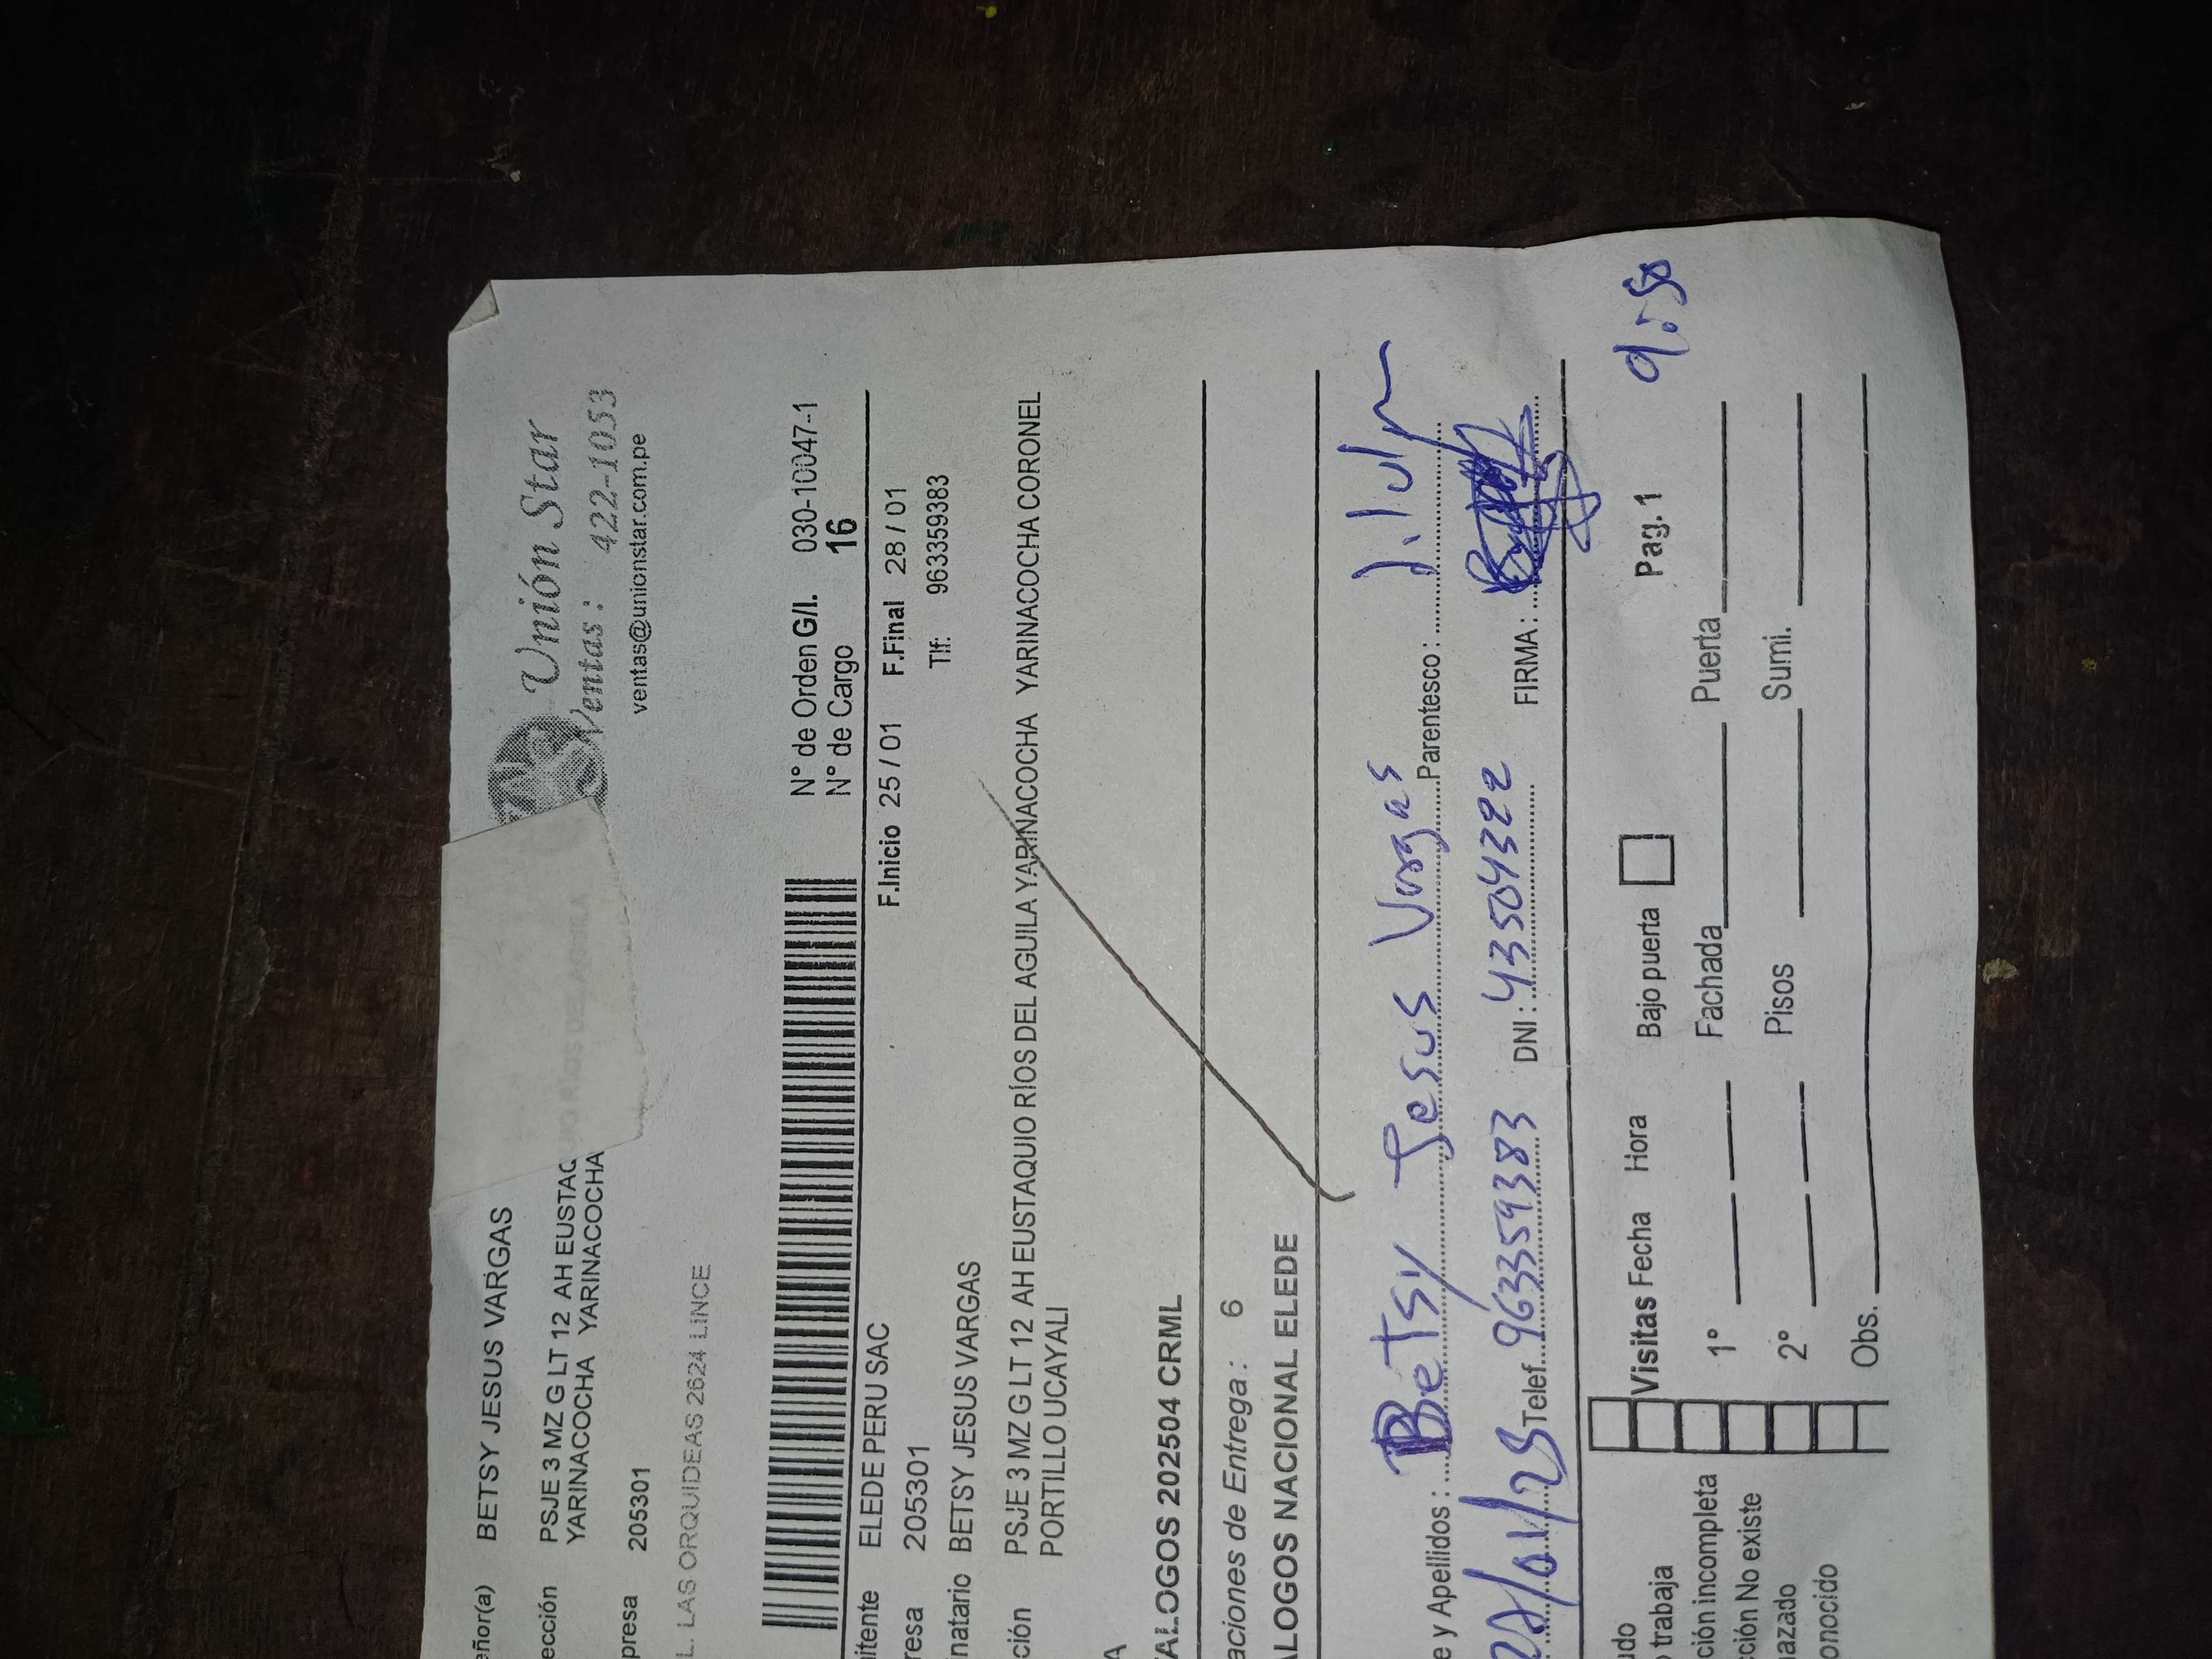 Unión Star
Ventas : 422-1053
ventas@unionstar.com.pe
eñor(a) BETSY JESUS VARGAS
ección PSJE 3 MZ G LT 12 AH EUSTAQ
YARINACOCHA YARINACOCHA
presa 205301
L. LAS ORQUIDEAS 2624 LINCE
N° de Orden G/I. 030-10047-1
N° de Cargo 16
F.Inicio 25 / 01 F.Final 28 / 01
itente ELEDE PERU SAC
resa 205301 Tlf: 963359383
natario BETSY JESUS VARGAS
ción PSJE 3 MZ G LT 12 AH EUSTAQUIO RÍOS DEL AGUILA YARINACOCHA YARINACOCHA CORONEL
PORTILLO UCAYALI
A
ALOGOS 202504 CRML
aciones de Entrega : 6
ALOGOS NACIONAL ELEDE
e y Apellidos : Betsy Jesus Vargas Parentesco :
Telef. 963359383 DNI : 43504322 FIRMA :
Pag. 1 9:50
udo
trabaja
ción incompleta
ción No existe
azado
onocido
Visitas Fecha Hora Bajo puerta
1° Fachada Puerta
2° Pisos Sumi.
Obs.